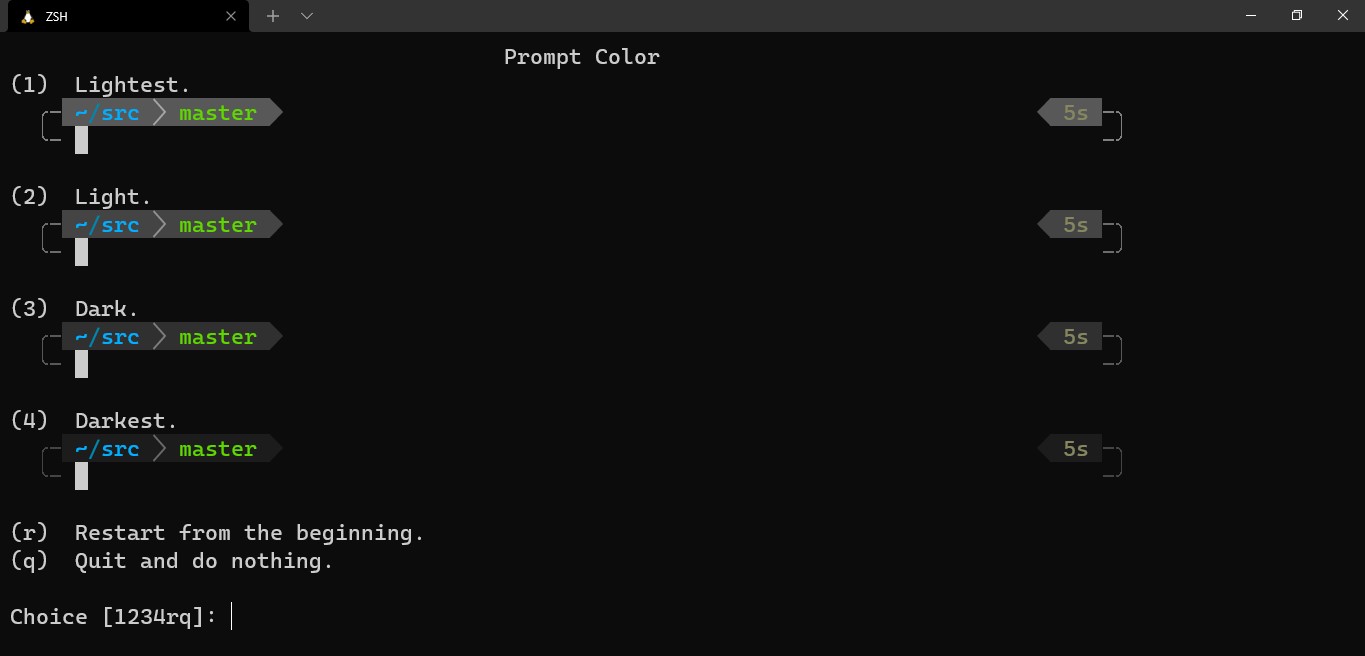 ZSH
Prompt Color
(1) Lightest.
~/src master 5s
(2) Light.
~/src master 5s
(3) Dark.
~/src master 5s
(4) Darkest.
~/src master 5s
(r) Restart from the beginning.
(q) Quit and do nothing.
Choice [1234rq]: